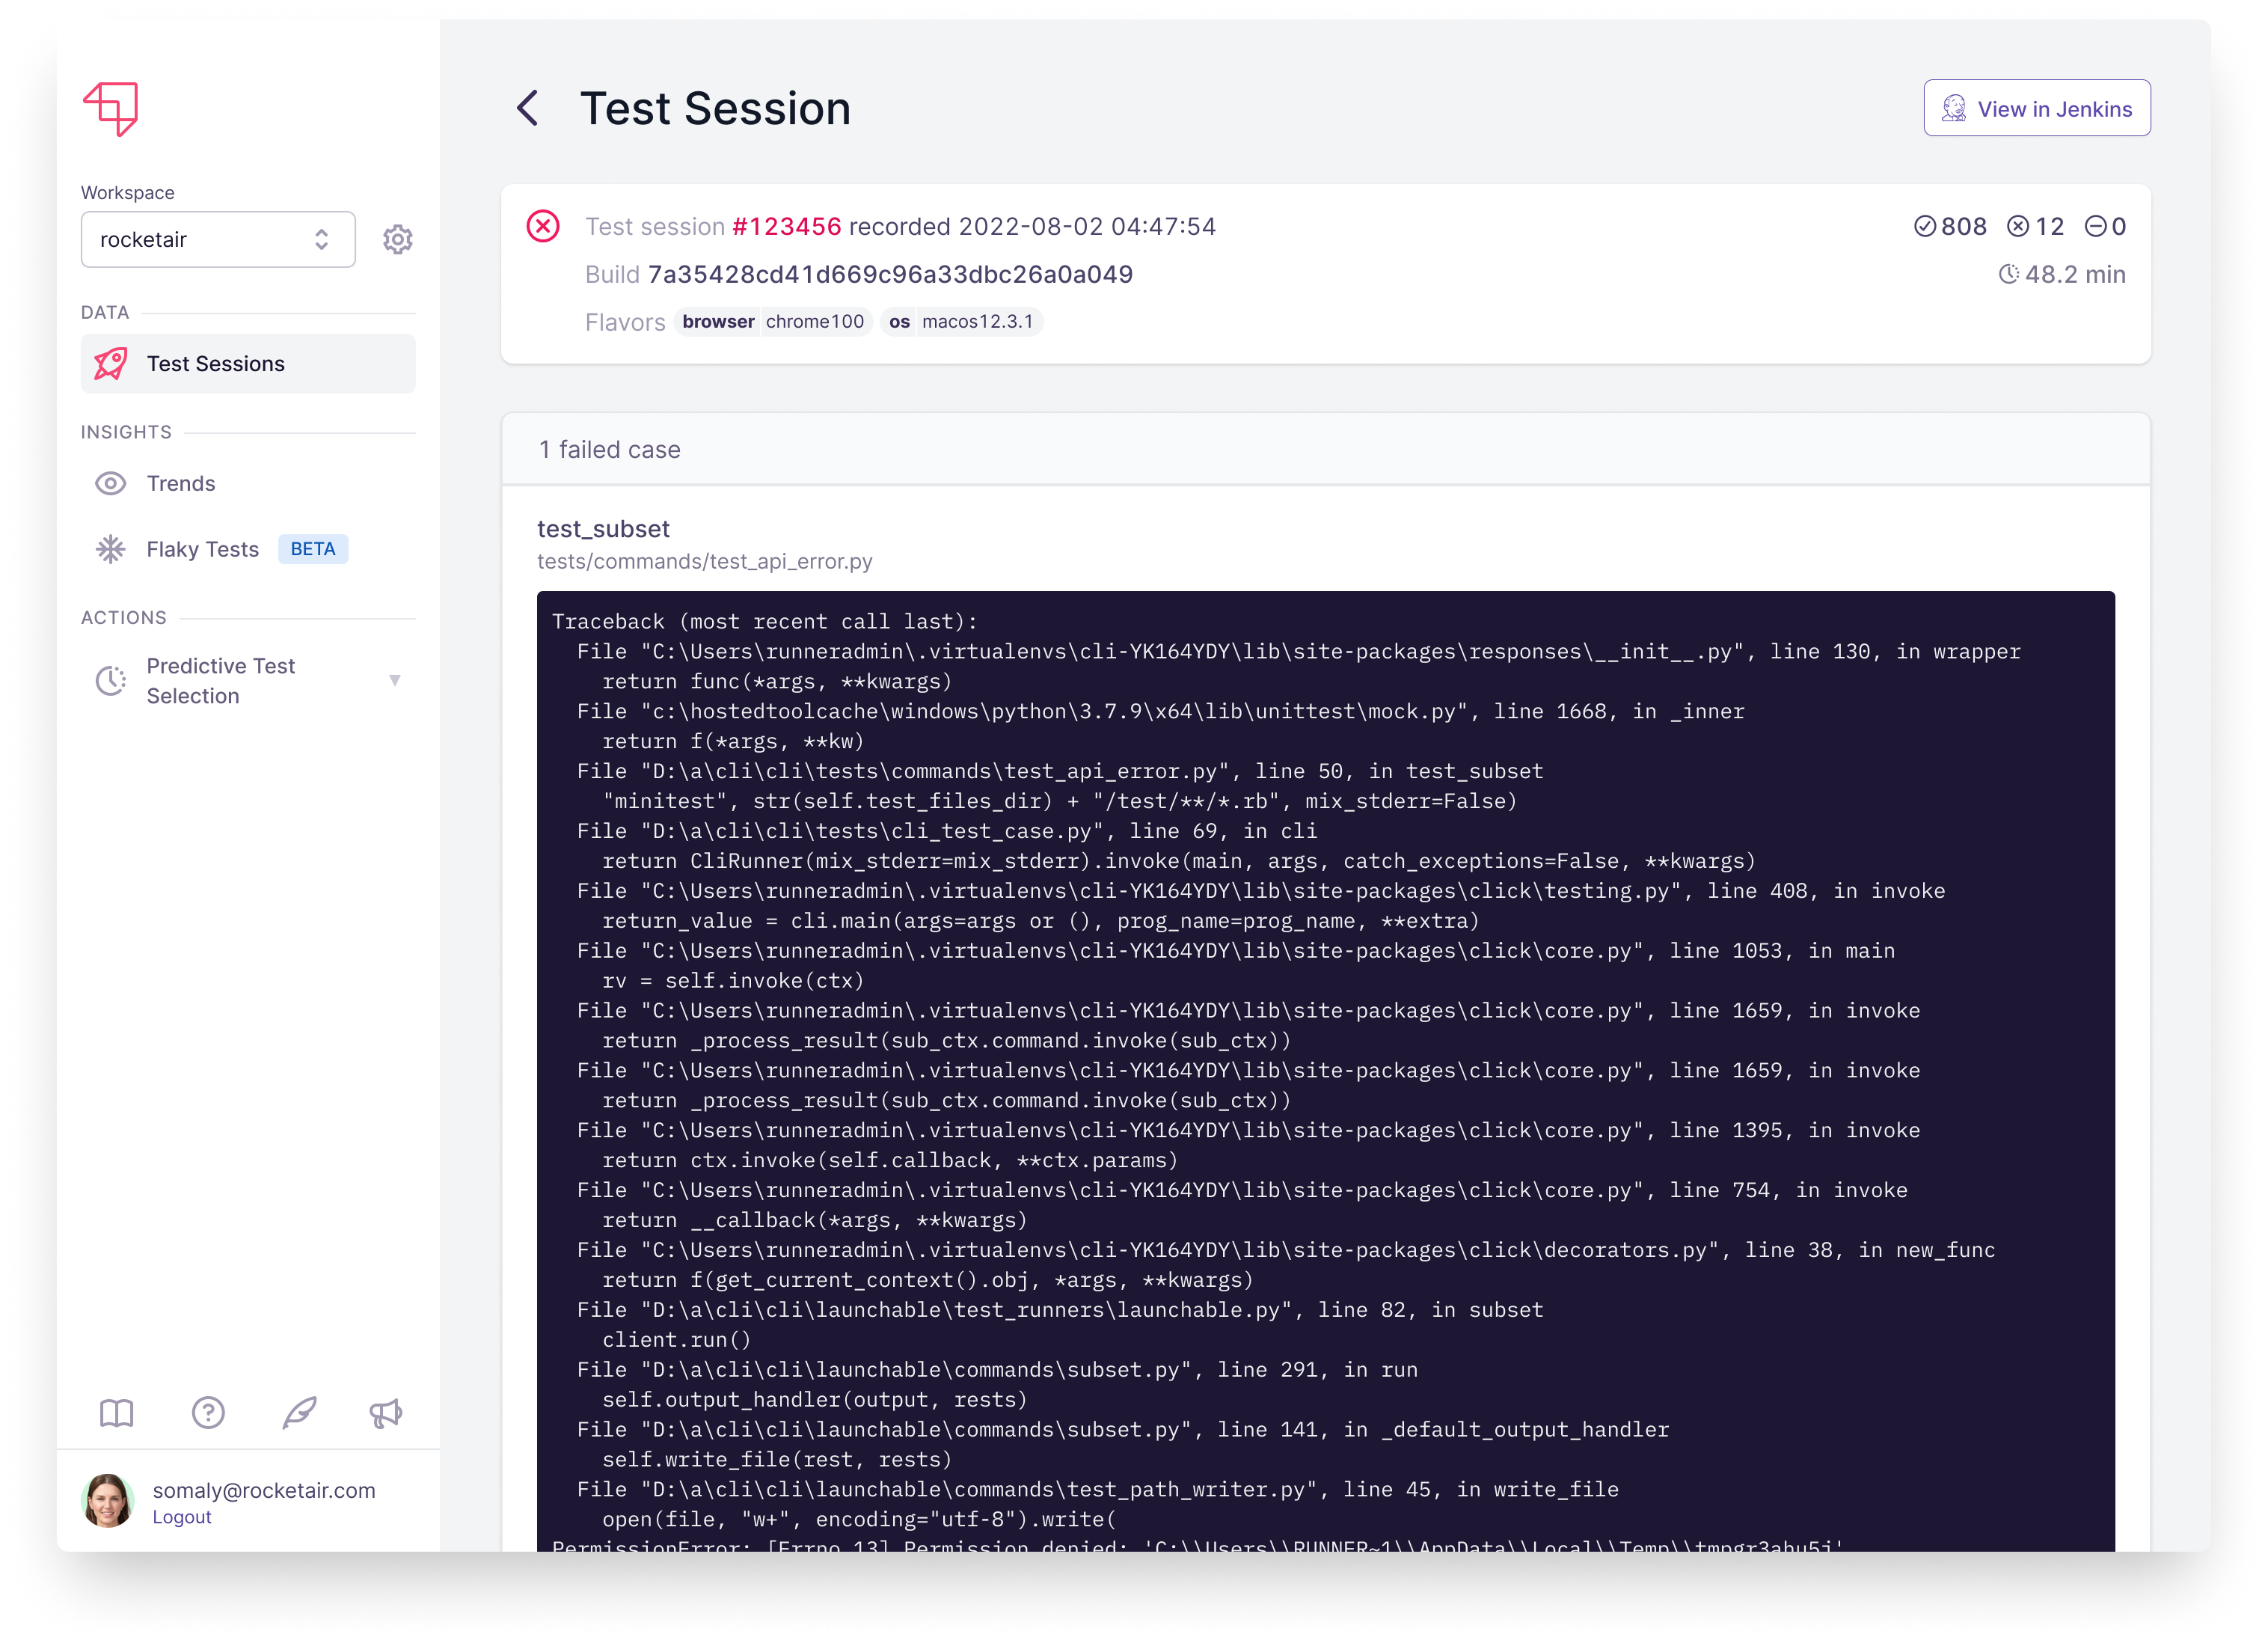 Workspace
rocketair
DATA
Test Sessions
INSIGHTS
Trends
Flaky Tests BETA
ACTIONS
Predictive Test
Selection
somaly@rocketair.com
Logout
Test Session
View in Jenkins
Test session #123456 recorded 2022-08-02 04:47:54
808 12 0
Build 7a35428cd41d669c96a33dbc26a0a049
48.2 min
Flavors browser chrome100 os macos12.3.1
1 failed case
test_subset
tests/commands/test_api_error.py
Traceback (most recent call last):
  File "C:\Users\runneradmin\.virtualenvs\cli-YK164YDY\lib\site-packages\responses\__init__.py", line 130, in wrapper
    return func(*args, **kwargs)
  File "c:\hostedtoolcache\windows\python\3.7.9\x64\lib\unittest\mock.py", line 1668, in _inner
    return f(*args, **kw)
  File "D:\a\cli\cli\tests\commands\test_api_error.py", line 50, in test_subset
    "minitest", str(self.test_files_dir) + "/test/**/*.rb", mix_stderr=False)
  File "D:\a\cli\cli\tests\cli_test_case.py", line 69, in cli
    return CliRunner(mix_stderr=mix_stderr).invoke(main, args, catch_exceptions=False, **kwargs)
  File "C:\Users\runneradmin\.virtualenvs\cli-YK164YDY\lib\site-packages\click\testing.py", line 408, in invoke
    return_value = cli.main(args=args or (), prog_name=prog_name, **extra)
  File "C:\Users\runneradmin\.virtualenvs\cli-YK164YDY\lib\site-packages\click\core.py", line 1053, in main
    rv = self.invoke(ctx)
  File "C:\Users\runneradmin\.virtualenvs\cli-YK164YDY\lib\site-packages\click\core.py", line 1659, in invoke
    return _process_result(sub_ctx.command.invoke(sub_ctx))
  File "C:\Users\runneradmin\.virtualenvs\cli-YK164YDY\lib\site-packages\click\core.py", line 1659, in invoke
    return _process_result(sub_ctx.command.invoke(sub_ctx))
  File "C:\Users\runneradmin\.virtualenvs\cli-YK164YDY\lib\site-packages\click\core.py", line 1395, in invoke
    return ctx.invoke(self.callback, **ctx.params)
  File "C:\Users\runneradmin\.virtualenvs\cli-YK164YDY\lib\site-packages\click\core.py", line 754, in invoke
    return __callback(*args, **kwargs)
  File "C:\Users\runneradmin\.virtualenvs\cli-YK164YDY\lib\site-packages\click\decorators.py", line 38, in new_func
    return f(get_current_context().obj, *args, **kwargs)
  File "D:\a\cli\cli\launchable\test_runners\launchable.py", line 82, in subset
    client.run()
  File "D:\a\cli\cli\launchable\commands\subset.py", line 291, in run
    self.output_handler(output, rests)
  File "D:\a\cli\cli\launchable\commands\subset.py", line 141, in _default_output_handler
    self.write_file(rest, rests)
  File "D:\a\cli\cli\launchable\commands\test_path_writer.py", line 45, in write_file
    open(file, "w+", encoding="utf-8").write(
PermissionError: [Errno 13] Permission denied: 'C:\\Users\\RUNNER~1\\AppData\\Local\\Temp\\